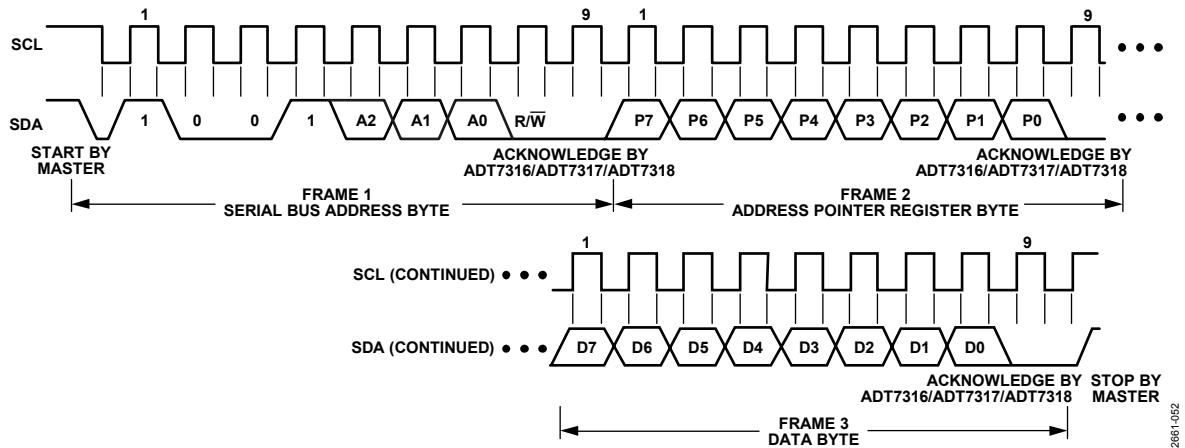 1 9 1 9
SCL
SDA 1 0 0 1 A2 A1 A0 R/W̅ P7 P6 P5 P4 P3 P2 P1 P0
START BY
MASTER
ACKNOWLEDGE BY
ADT7316/ADT7317/ADT7318
ACKNOWLEDGE BY
ADT7316/ADT7317/ADT7318
FRAME 1
SERIAL BUS ADDRESS BYTE
FRAME 2
ADDRESS POINTER REGISTER BYTE
1 9
SCL (CONTINUED)
SDA (CONTINUED) D7 D6 D5 D4 D3 D2 D1 D0
ACKNOWLEDGE BY
ADT7316/ADT7317/ADT7318
STOP BY
MASTER
FRAME 3
DATA BYTE
2661-052